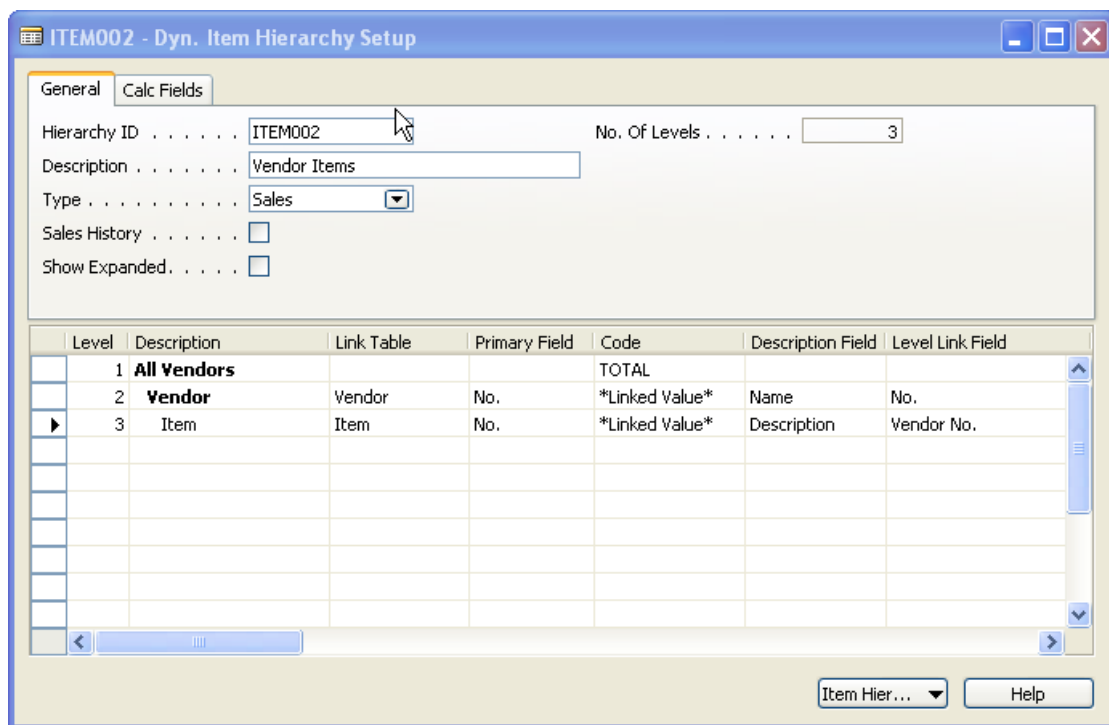 ITEM002 - Dyn. Item Hierarchy Setup
General Calc Fields
Hierarchy ID . . . . . . ITEM002 No. Of Levels . . . . . . 3
Description . . . . . . . Vendor Items
Type . . . . . . . . . . Sales
Sales History . . . . . .
Show Expanded. . . . .
Level Description Link Table Primary Field Code Description Field Level Link Field
1 All Vendors TOTAL
2 Vendor Vendor No. *Linked Value* Name No.
3 Item Item No. *Linked Value* Description Vendor No.
Item Hier... Help